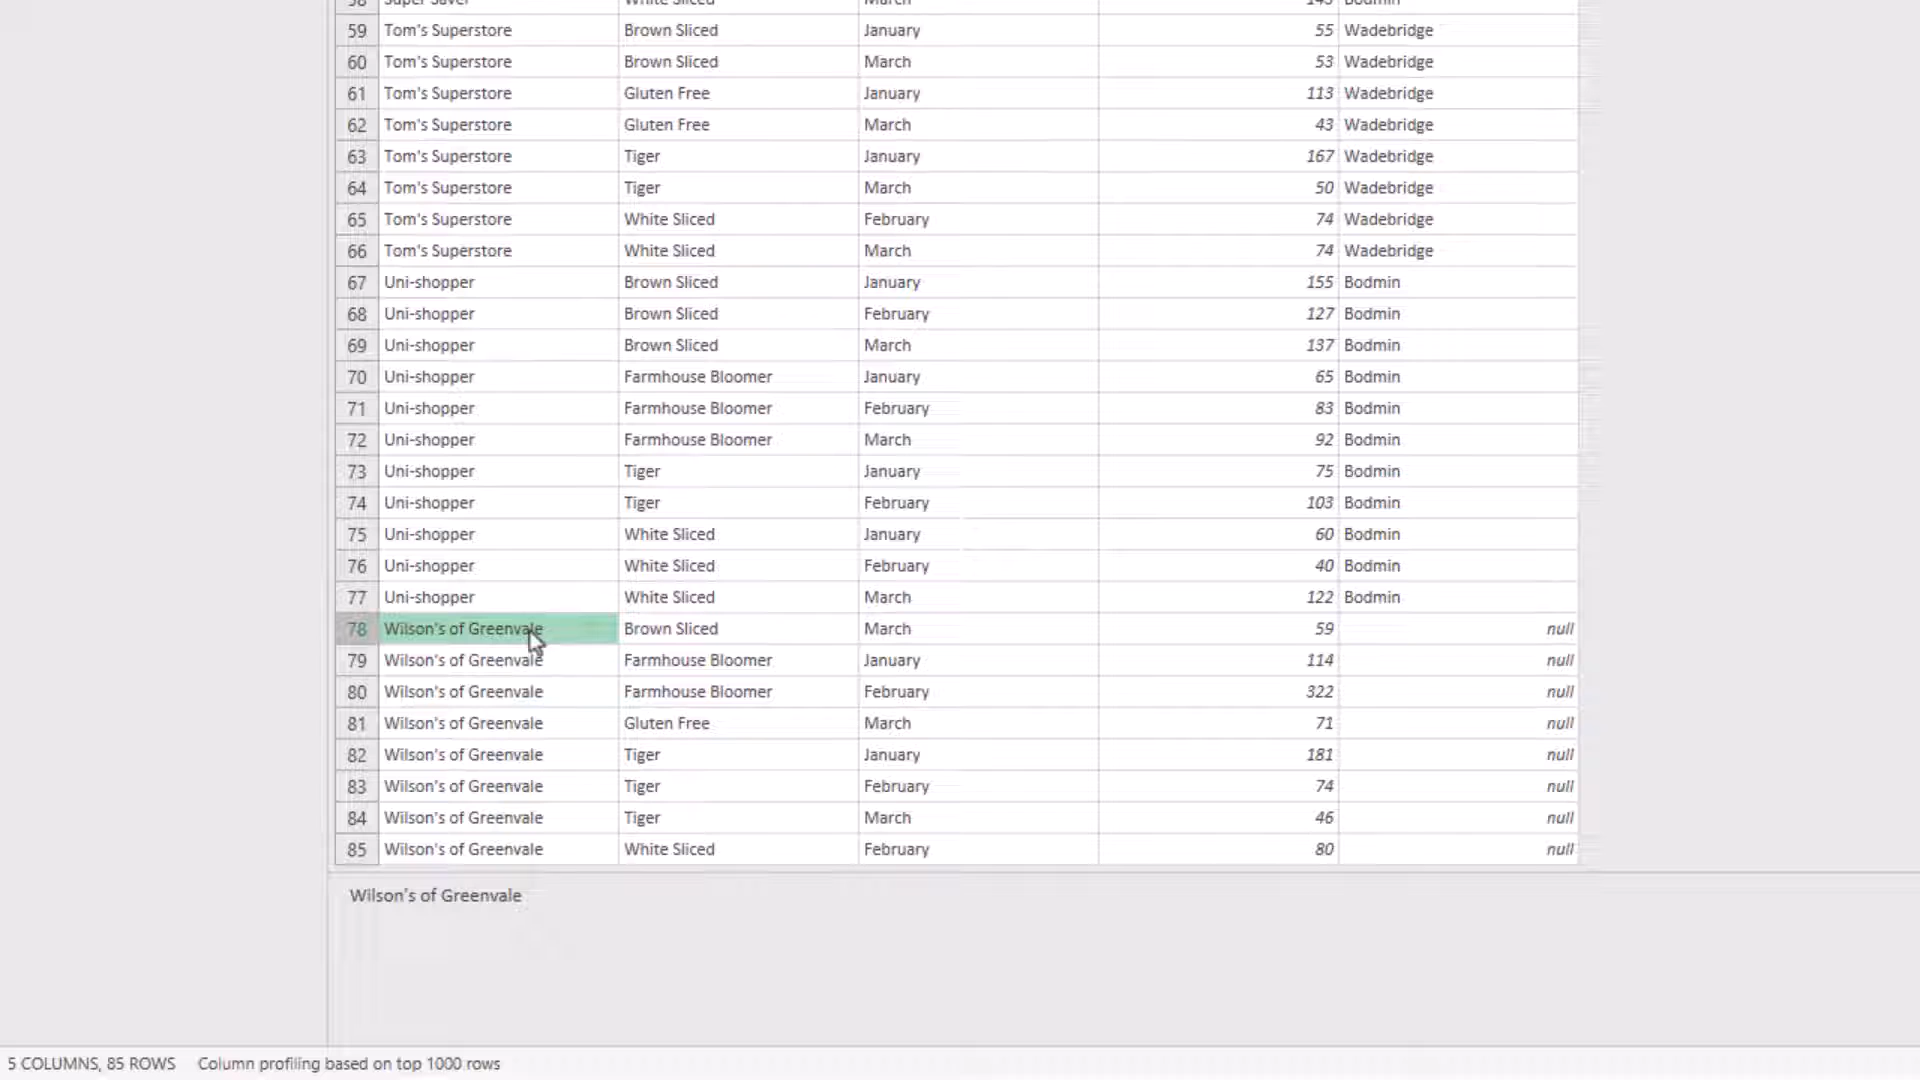 58 Super Saver White Sliced March 143 Bodmin
59 Tom's Superstore Brown Sliced January 55 Wadebridge
60 Tom's Superstore Brown Sliced March 53 Wadebridge
61 Tom's Superstore Gluten Free January 113 Wadebridge
62 Tom's Superstore Gluten Free March 43 Wadebridge
63 Tom's Superstore Tiger January 167 Wadebridge
64 Tom's Superstore Tiger March 50 Wadebridge
65 Tom's Superstore White Sliced February 74 Wadebridge
66 Tom's Superstore White Sliced March 74 Wadebridge
67 Uni-shopper Brown Sliced January 155 Bodmin
68 Uni-shopper Brown Sliced February 127 Bodmin
69 Uni-shopper Brown Sliced March 137 Bodmin
70 Uni-shopper Farmhouse Bloomer January 65 Bodmin
71 Uni-shopper Farmhouse Bloomer February 83 Bodmin
72 Uni-shopper Farmhouse Bloomer March 92 Bodmin
73 Uni-shopper Tiger January 75 Bodmin
74 Uni-shopper Tiger February 103 Bodmin
75 Uni-shopper White Sliced January 60 Bodmin
76 Uni-shopper White Sliced February 40 Bodmin
77 Uni-shopper White Sliced March 122 Bodmin
78 Wilson's of Greenvale Brown Sliced March 59 null
79 Wilson's of Greenvale Farmhouse Bloomer January 114 null
80 Wilson's of Greenvale Farmhouse Bloomer February 322 null
81 Wilson's of Greenvale Gluten Free March 71 null
82 Wilson's of Greenvale Tiger January 181 null
83 Wilson's of Greenvale Tiger February 74 null
84 Wilson's of Greenvale Tiger March 46 null
85 Wilson's of Greenvale White Sliced February 80 null
Wilson's of Greenvale
5 COLUMNS, 85 ROWS Column profiling based on top 1000 rows